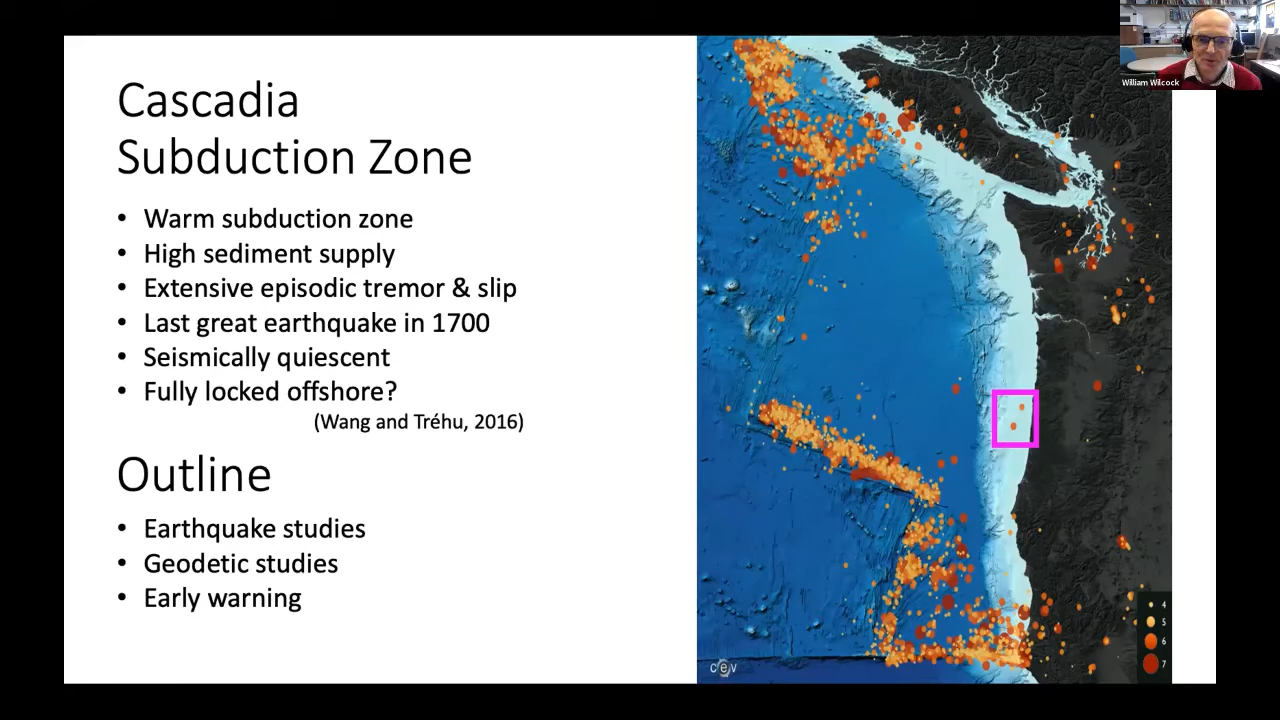 William Wilcock
Cascadia
Subduction Zone
• Warm subduction zone
• High sediment supply
• Extensive episodic tremor & slip
• Last great earthquake in 1700
• Seismically quiescent
• Fully locked offshore?
(Wang and Tréhu, 2016)
Outline
• Earthquake studies
• Geodetic studies
• Early warning
4
5
6
7
cev